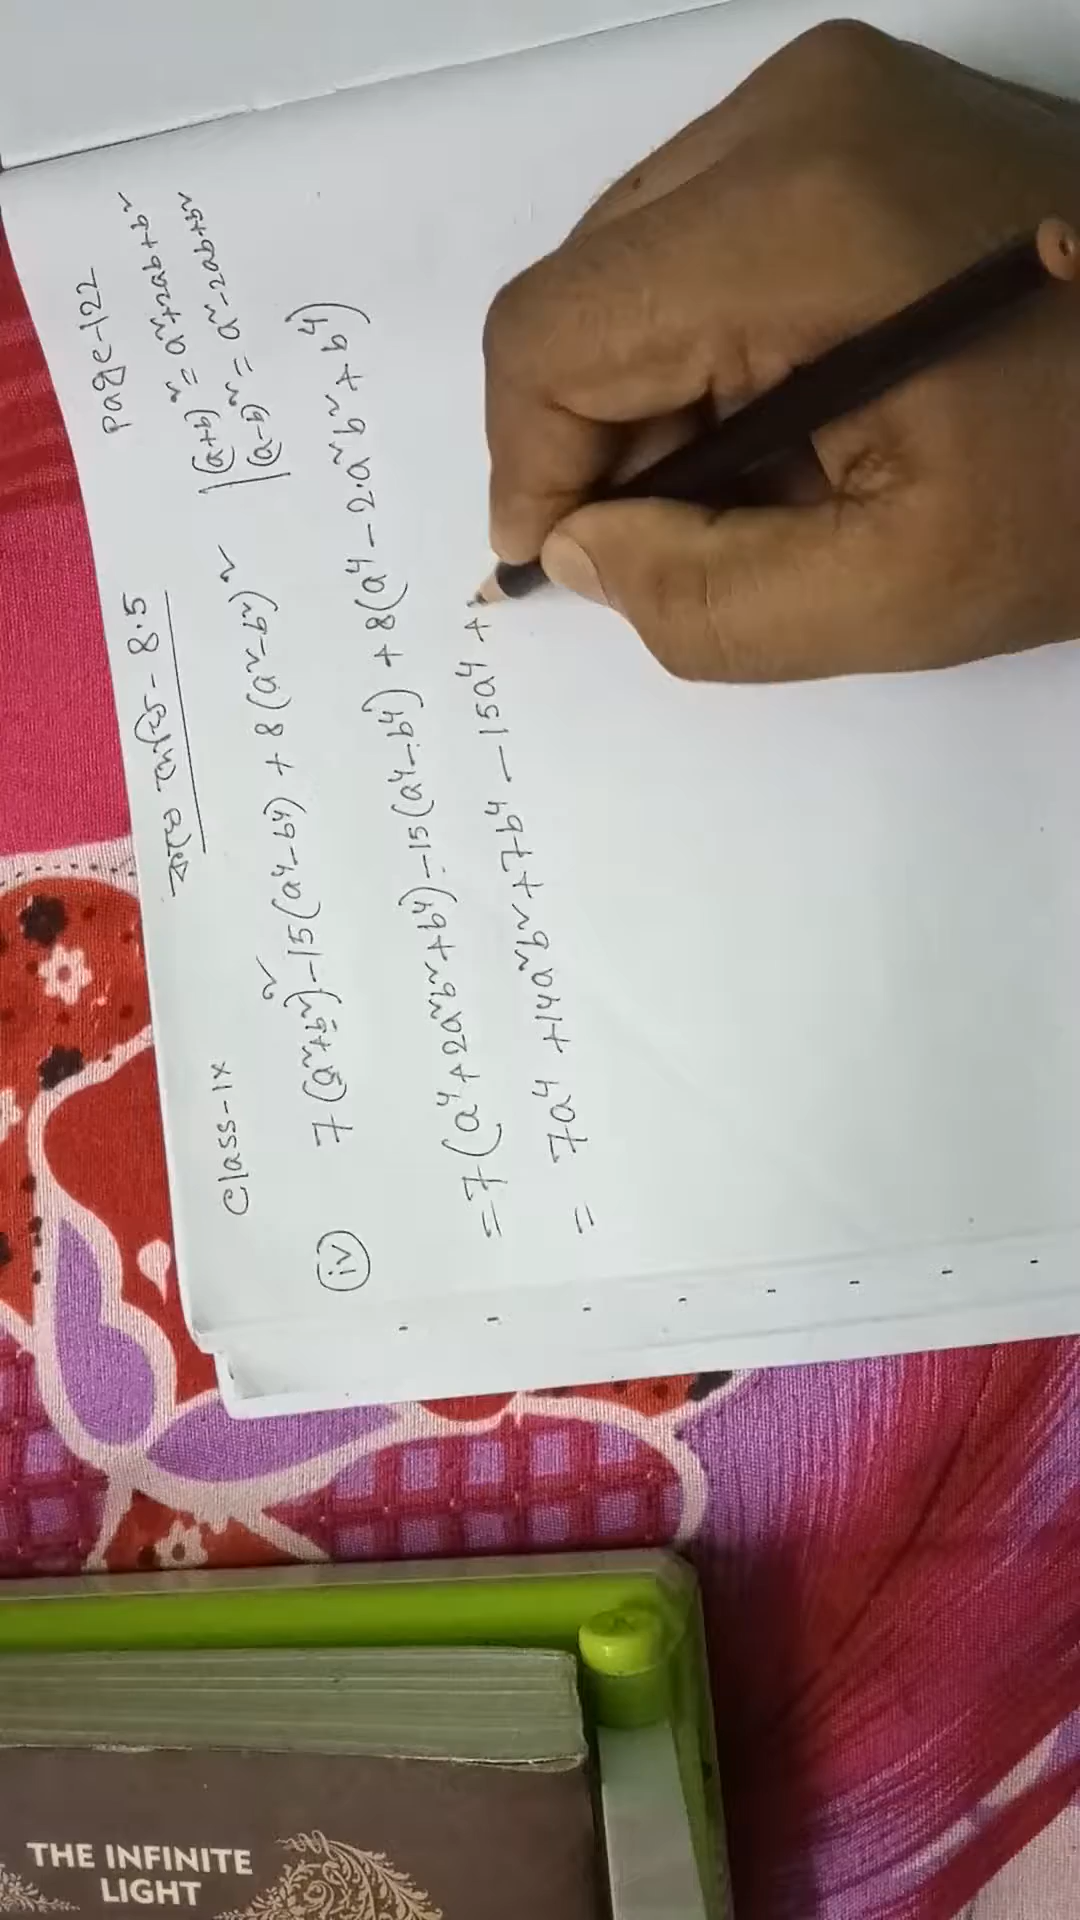 Class-IX কষে দেখি - 8.5 Page-122
(iv) 7(a²+b²)²-15(a⁴-b⁴)+8(a²-b²)² | (a+b)² = a²+2ab+b²
| (a-b)² = a²-2ab+b²
=7(a⁴+2a²b²+b⁴)-15(a⁴-b⁴)+8(a⁴-2·a²b²+b⁴)
= 7a⁴+14a²b²+7b⁴-15a⁴+
THE INFINITE
LIGHT